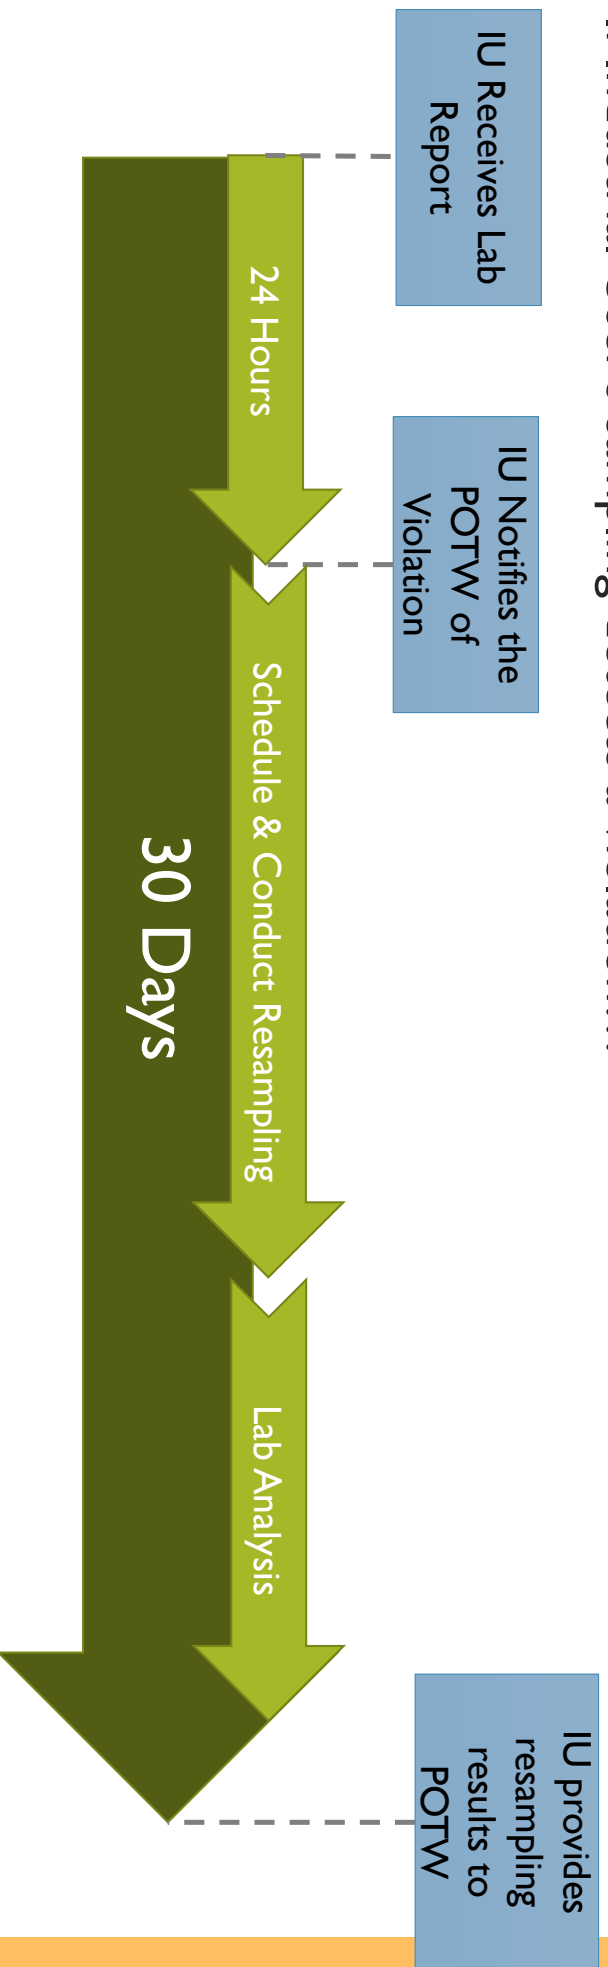 IU Receives Lab
Report
IU Notifies the
POTW of
Violation
IU provides
resampling
results to
POTW
24 Hours
Schedule & Conduct Resampling
Lab Analysis
30 Days